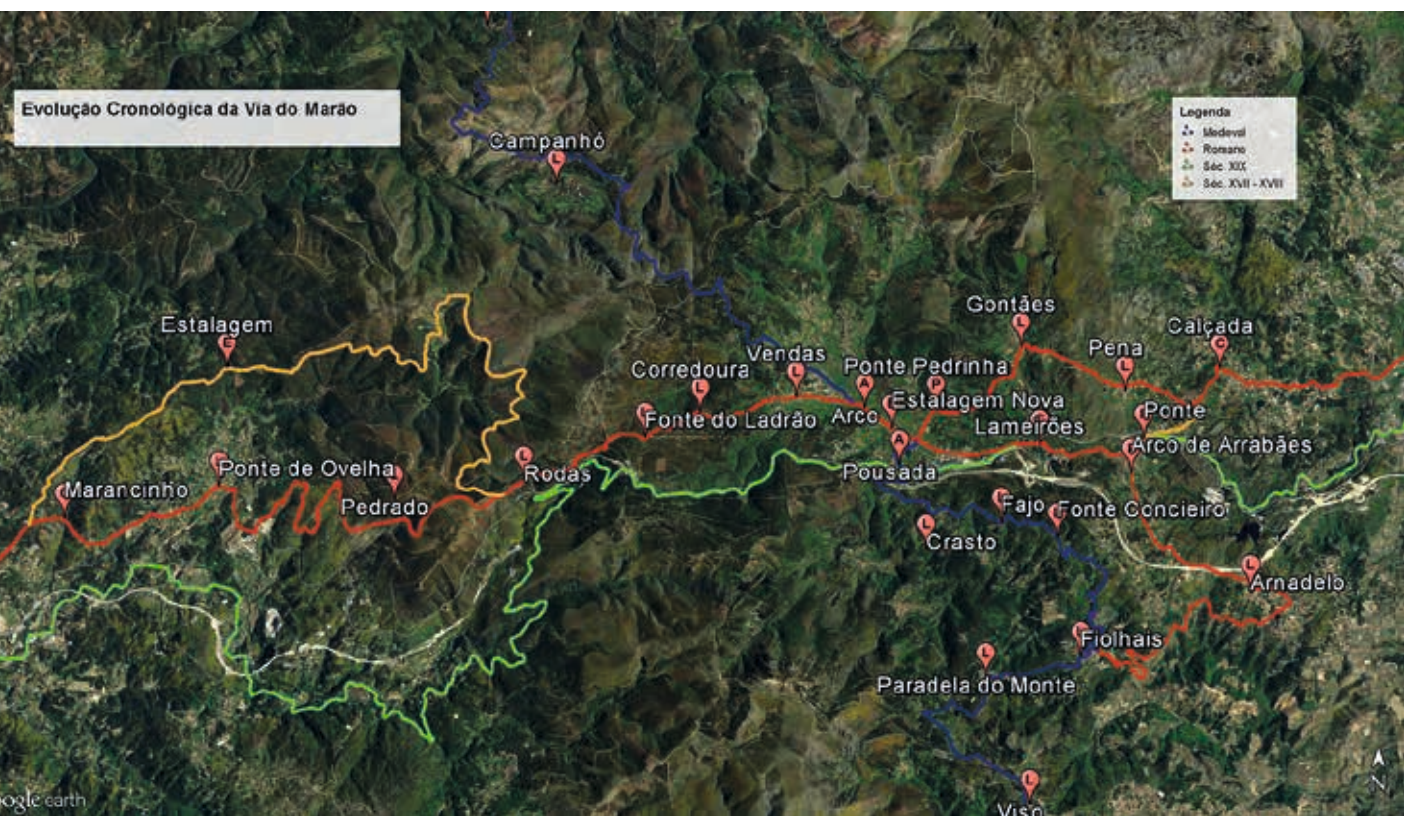 Evolução Cronológica da Via do Marão
Legenda
Medeval
Romano
Séc. XIX
Séc. XVII - XVIII
Campanhó
L
Gontães
L
Estalagem
E
Calçada
C
Pena
L
Vendas
L
Ponte Pedrinha
A
P
Corredoura
L
Estalagem Nova
Arco
Ponte
Fonte do Ladrão
Lameirões
Arco de Arrabães
L
A
Pousada
L
Rodas
Ponte de Ovelha
Marancinho
Pedrado
Fajo
Fonte Concieiro
L
Crasto
L
Arnadelo
Fiolhais
L
Paradela do Monte
L
Viso
N
ogle earth